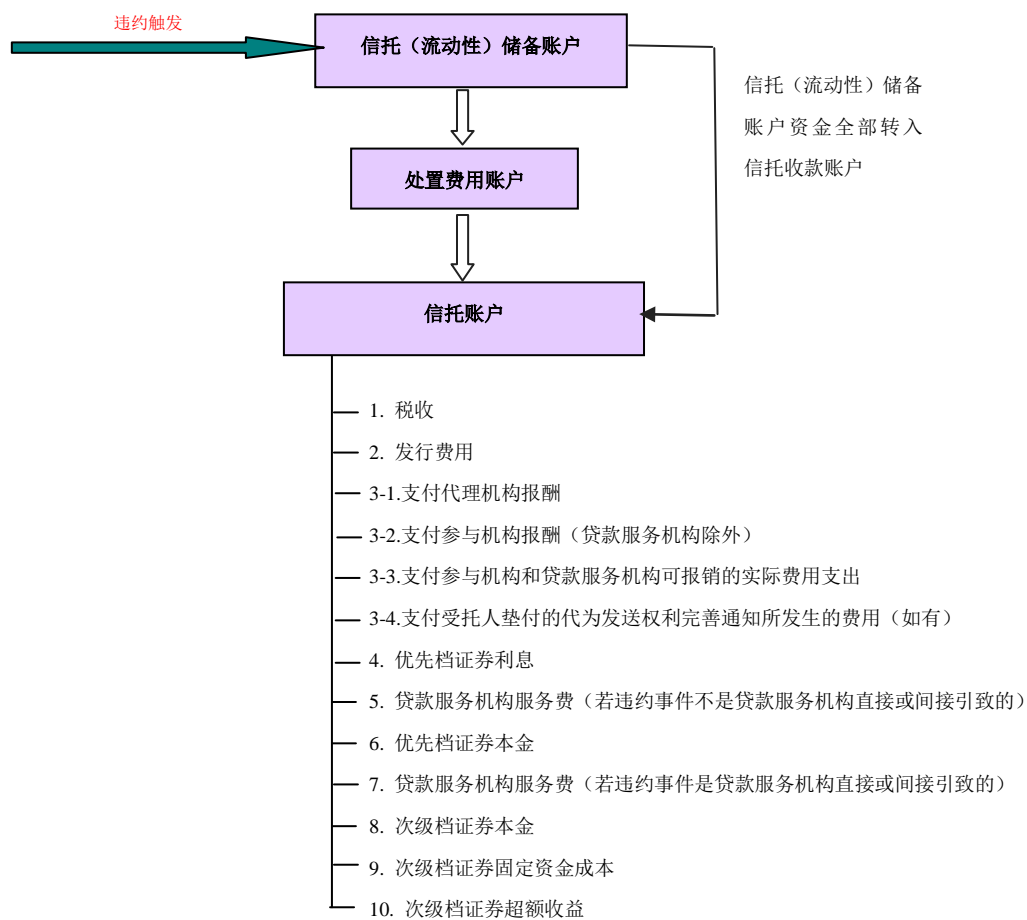 违约触发
信托（流动性）储备账户
信托（流动性）储备
账户资金全部转入
信托收款账户
处置费用账户
信托账户
1. 税收
2. 发行费用
3-1.支付代理机构报酬
3-2.支付参与机构报酬（贷款服务机构除外）
3-3.支付参与机构和贷款服务机构可报销的实际费用支出
3-4.支付受托人垫付的代为发送权利完善通知所发生的费用（如有）
4. 优先档证券利息
5. 贷款服务机构服务费（若违约事件不是贷款服务机构直接或间接引致的）
6. 优先档证券本金
7. 贷款服务机构服务费（若违约事件是贷款服务机构直接或间接引致的）
8. 次级档证券本金
9. 次级档证券固定资金成本
10. 次级档证券超额收益